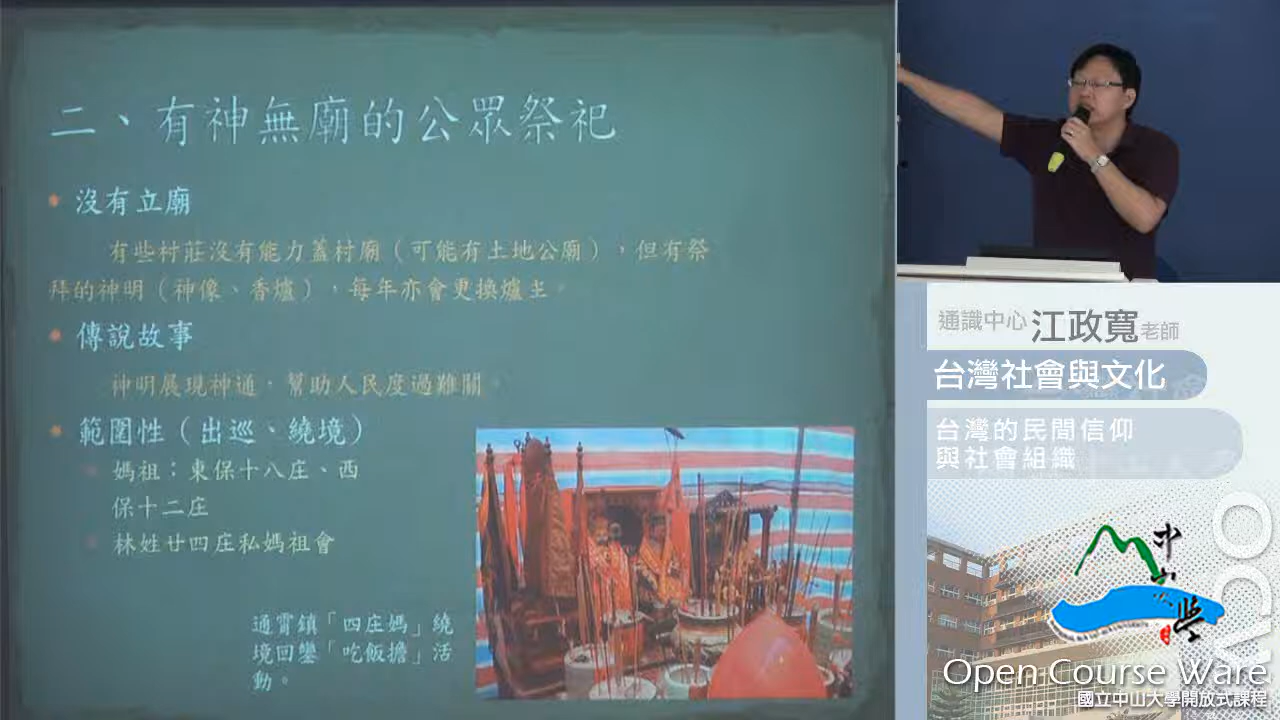 二、有神無廟的公眾祭祀
• 沒有立廟
有些村莊沒有能力蓋村廟（可能有土地公廟），但有祭
拜的神明（神像、香爐），每年亦會更換爐主。
• 傳說故事
神明展現神通，幫助人民度過難關。
• 範圍性（出巡、繞境）
媽祖：東保十八庄、西
保十二庄
林姓廿四庄私媽祖會
通霄鎮「四庄媽」繞
境回鑾「吃飯擔」活
動。
通識中心 江政寬 老師
台灣社會與文化
台灣的民間信仰
與社會組織
中山大學
Open Course Ware
國立中山大學開放式課程